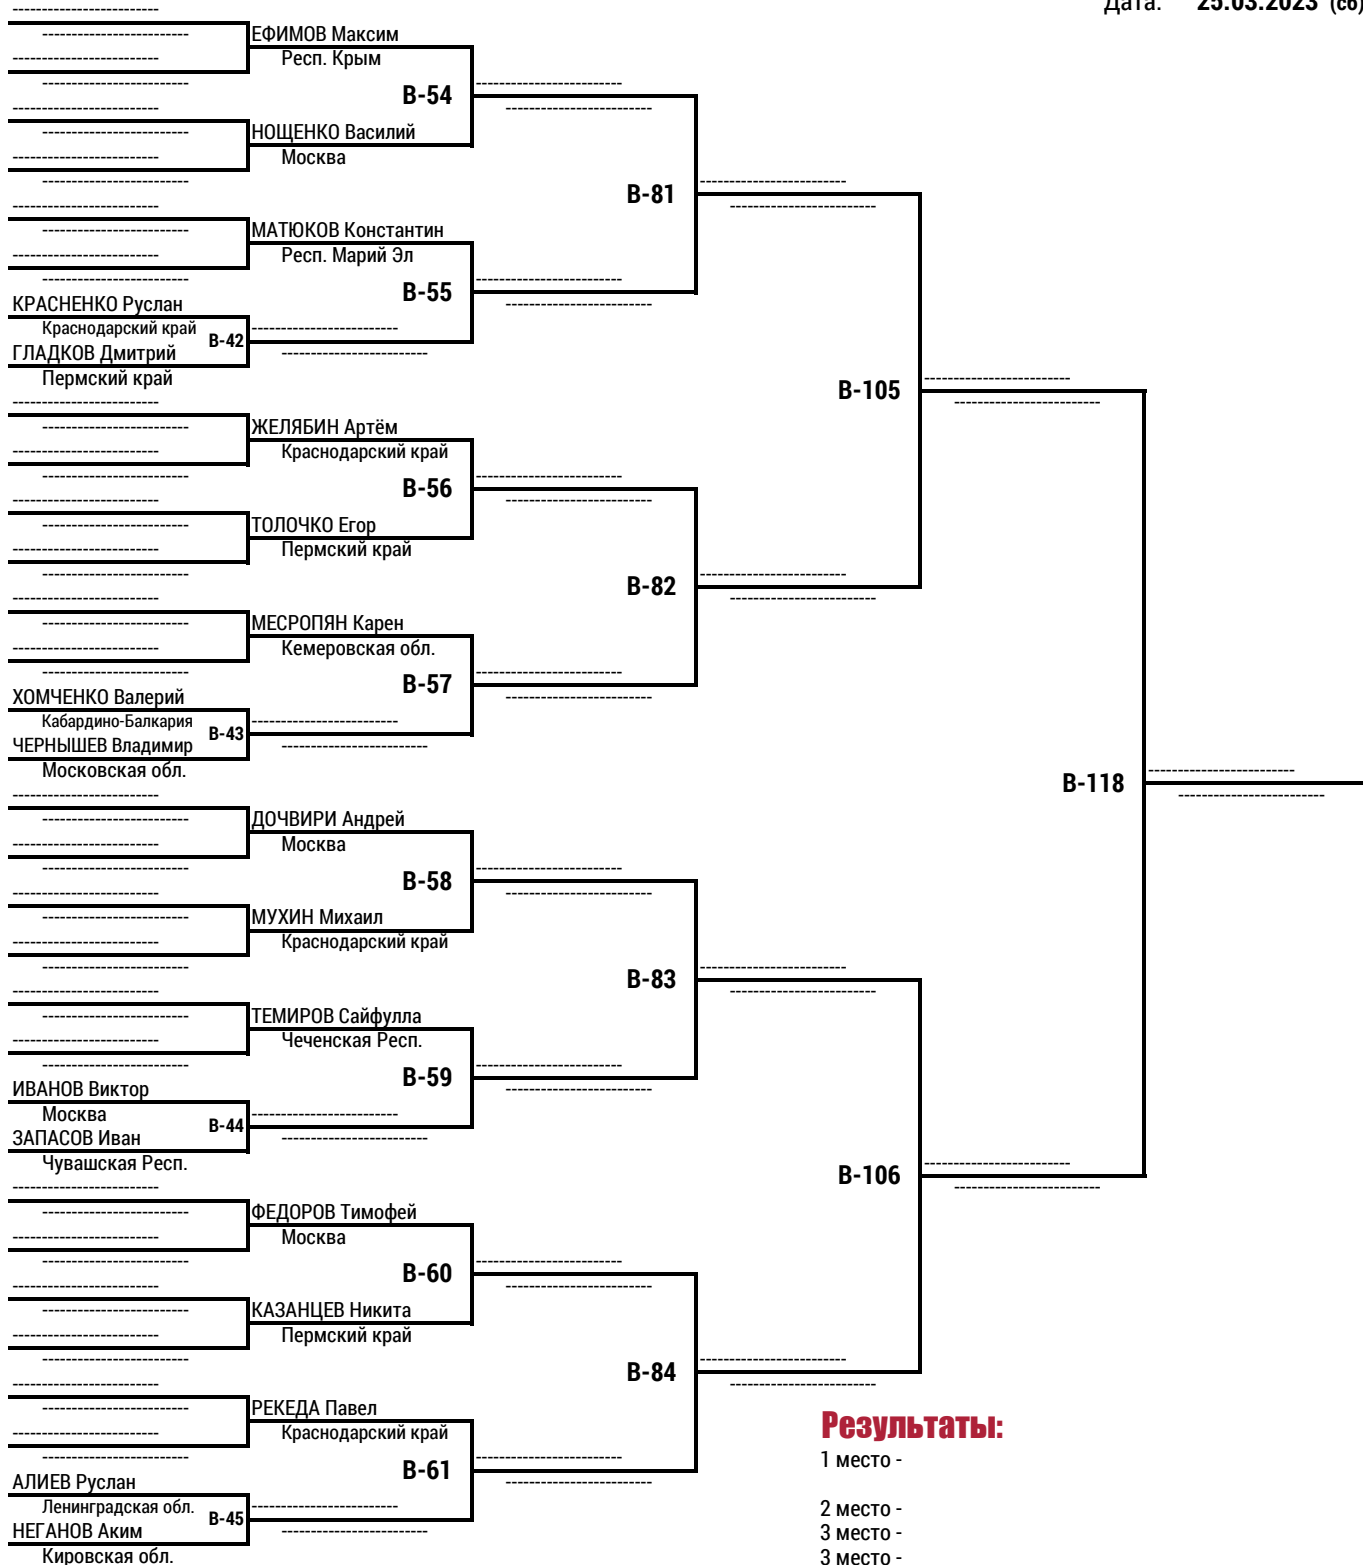 Дата: 25.03.2023 (сб)
ЕФИМОВ Максим
Респ. Крым
B-54
НОЩЕНКО Василий
Москва
B-81
МАТЮКОВ Константин
Респ. Марий Эл
B-55
КРАСНЕНКО Руслан
Краснодарский край
B-42
ГЛАДКОВ Дмитрий
Пермский край
B-105
ЖЕЛЯБИН Артём
Краснодарский край
B-56
ТОЛОЧКО Егор
Пермский край
B-82
МЕСРОПЯН Карен
Кемеровская обл.
B-57
ХОМЧЕНКО Валерий
Кабардино-Балкария
B-43
ЧЕРНЫШЕВ Владимир
Московская обл.
B-118
ДОЧВИРИ Андрей
Москва
B-58
МУХИН Михаил
Краснодарский край
B-83
ТЕМИРОВ Сайфулла
Чеченская Респ.
B-59
ИВАНОВ Виктор
Москва
B-44
ЗАПАСОВ Иван
Чувашская Респ.
B-106
ФЕДОРОВ Тимофей
Москва
B-60
КАЗАНЦЕВ Никита
Пермский край
B-84
РЕКЕДА Павел
Краснодарский край
B-61
АЛИЕВ Руслан
Ленинградская обл.
B-45
НЕГАНОВ Аким
Кировская обл.
Результаты:
1 место -
2 место -
3 место -
3 место -